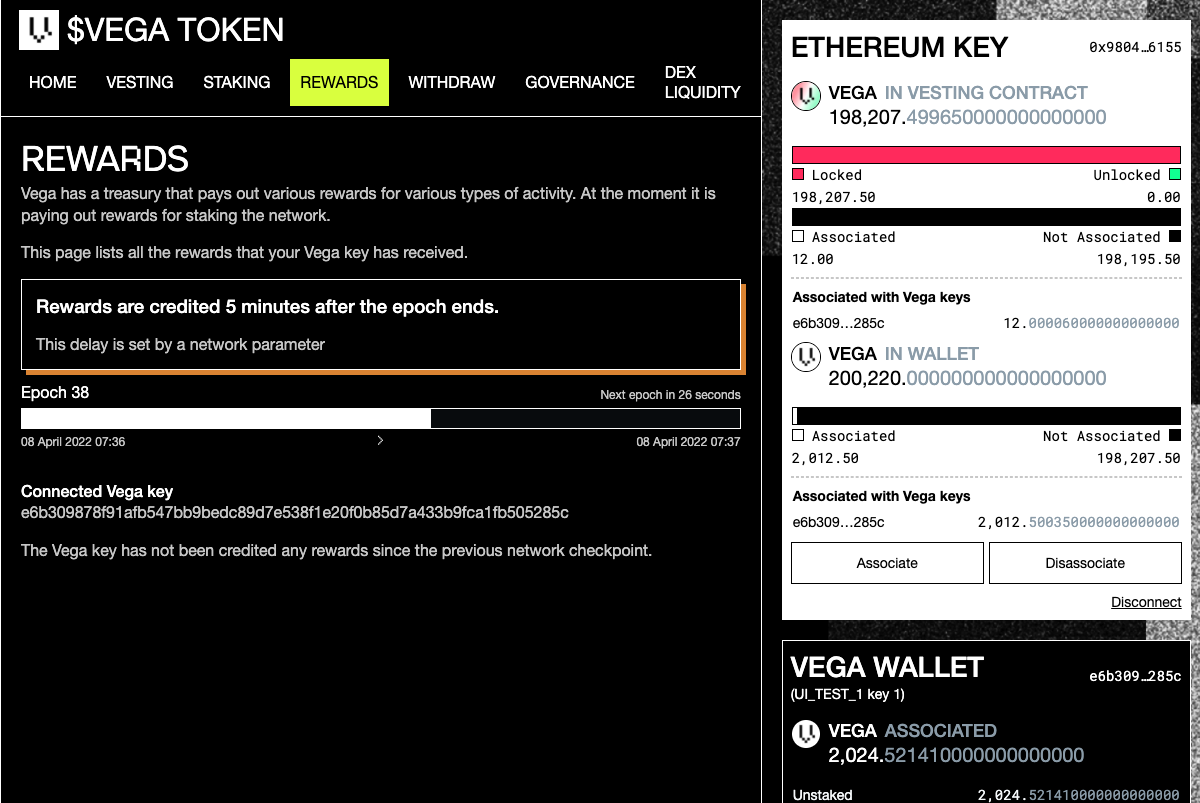 $VEGA TOKEN
HOME VESTING STAKING REWARDS WITHDRAW GOVERNANCE DEX LIQUIDITY
REWARDS
Vega has a treasury that pays out various rewards for various types of activity. At the moment it is
paying out rewards for staking the network.
This page lists all the rewards that your Vega key has received.
Rewards are credited 5 minutes after the epoch ends.
This delay is set by a network parameter
Epoch 38 Next epoch in 26 seconds
08 April 2022 07:36 > 08 April 2022 07:37
Connected Vega key
e6b309878f91afb547bb9bedc89d7e538f1e20f0b85d7a433b9fca1fb505285c
The Vega key has not been credited any rewards since the previous network checkpoint.
ETHEREUM KEY 0x9804…6155
VEGA IN VESTING CONTRACT
198,207.499650000000000000
Locked Unlocked
198,207.50 0.00
Associated Not Associated
12.00 198,195.50
Associated with Vega keys
e6b309…285c 12.000060000000000000
VEGA IN WALLET
200,220.000000000000000000
Associated Not Associated
2,012.50 198,207.50
Associated with Vega keys
e6b309…285c 2,012.500350000000000000
Associate Disassociate
Disconnect
VEGA WALLET e6b309…285c
(UI_TEST_1 key 1)
VEGA ASSOCIATED
2,024.521410000000000000
Unstaked 2,024.521410000000000000